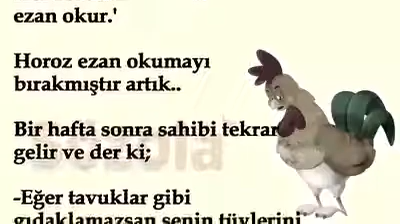 ezan okur.'
Horoz ezan okumayı
bırakmıştır artık..
Bir hafta sonra sahibi tekrar
gelir ve der ki;
-Eğer tavuklar gibi
gıdaklamazsan senin tüylerini